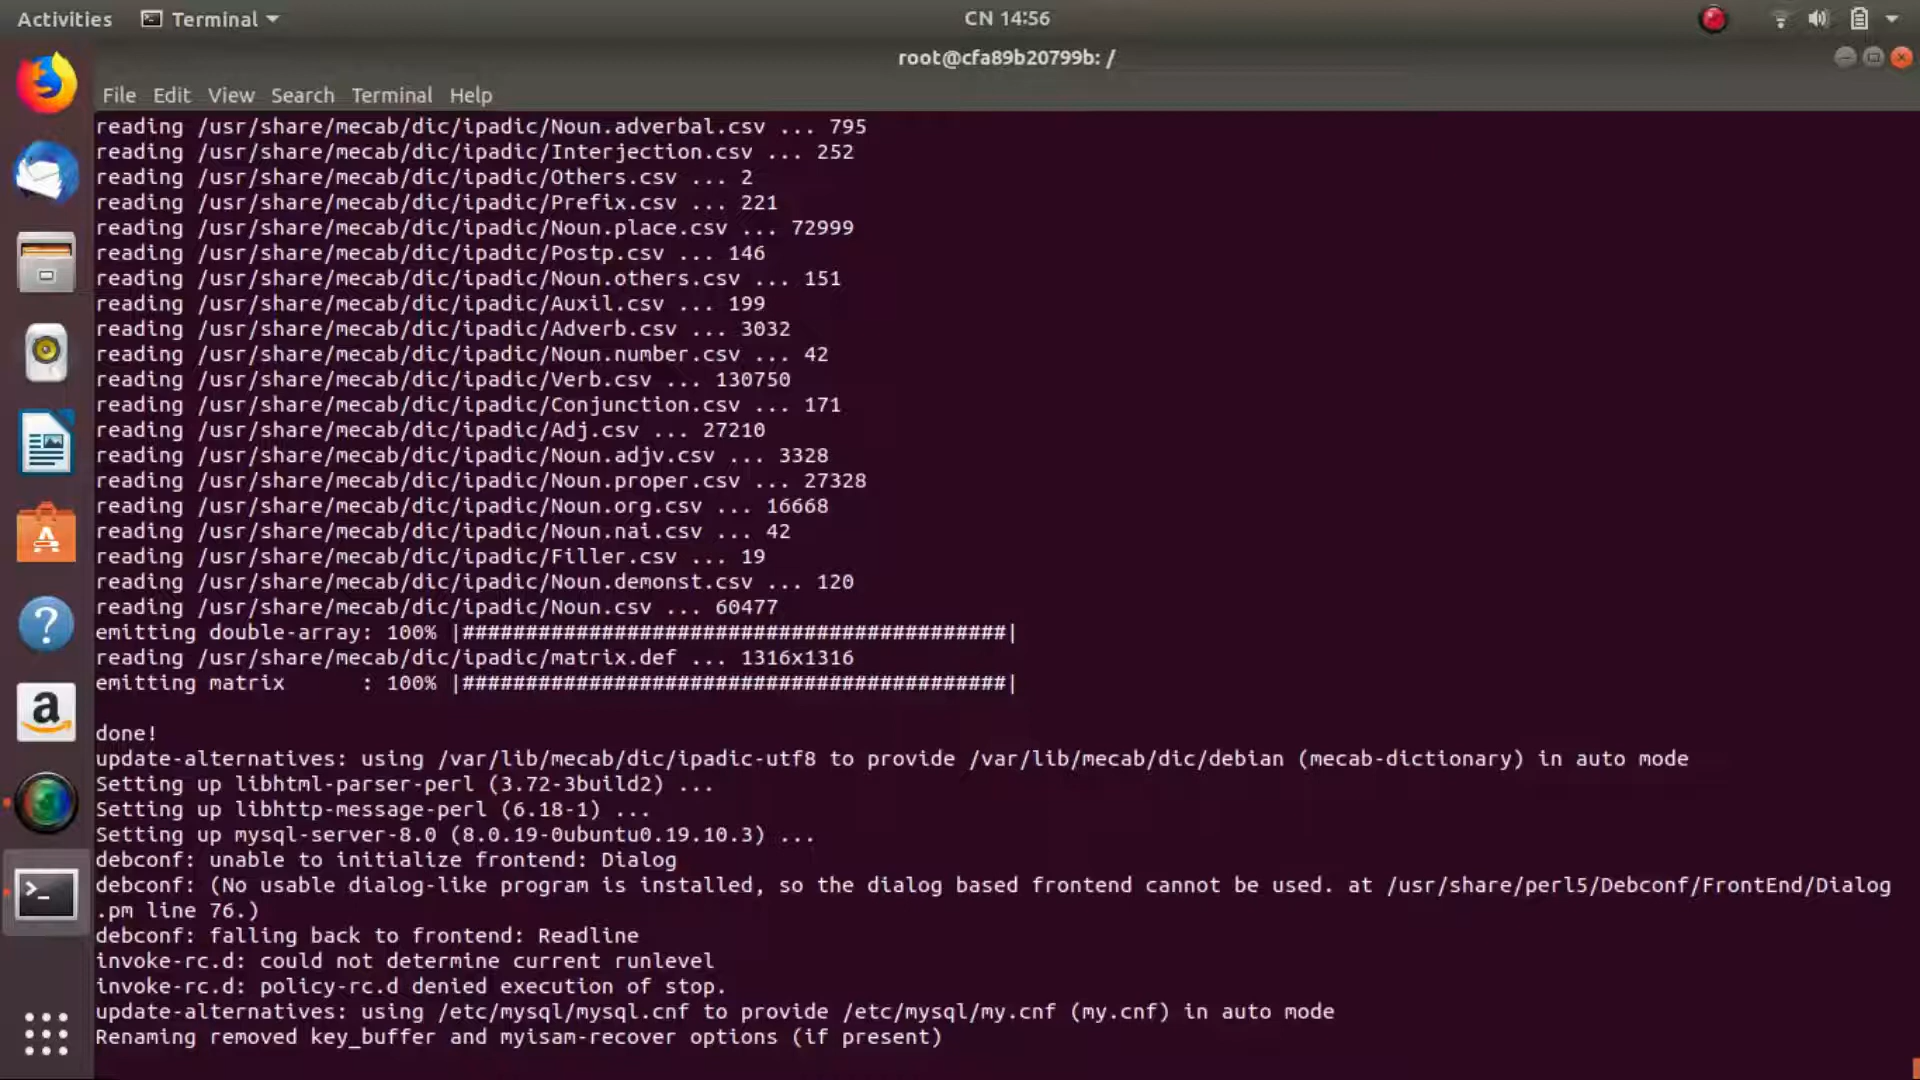 Activities Terminal CN 14:56
root@cfa89b20799b: /
File Edit View Search Terminal Help
reading /usr/share/mecab/dic/ipadic/Noun.adverbal.csv ... 795
reading /usr/share/mecab/dic/ipadic/Interjection.csv ... 252
reading /usr/share/mecab/dic/ipadic/Others.csv ... 2
reading /usr/share/mecab/dic/ipadic/Prefix.csv ... 221
reading /usr/share/mecab/dic/ipadic/Noun.place.csv ... 72999
reading /usr/share/mecab/dic/ipadic/Postp.csv ... 146
reading /usr/share/mecab/dic/ipadic/Noun.others.csv ... 151
reading /usr/share/mecab/dic/ipadic/Auxil.csv ... 199
reading /usr/share/mecab/dic/ipadic/Adverb.csv ... 3032
reading /usr/share/mecab/dic/ipadic/Noun.number.csv ... 42
reading /usr/share/mecab/dic/ipadic/Verb.csv ... 130750
reading /usr/share/mecab/dic/ipadic/Conjunction.csv ... 171
reading /usr/share/mecab/dic/ipadic/Adj.csv ... 27210
reading /usr/share/mecab/dic/ipadic/Noun.adjv.csv ... 3328
reading /usr/share/mecab/dic/ipadic/Noun.proper.csv ... 27328
reading /usr/share/mecab/dic/ipadic/Noun.org.csv ... 16668
reading /usr/share/mecab/dic/ipadic/Noun.nai.csv ... 42
reading /usr/share/mecab/dic/ipadic/Filler.csv ... 19
reading /usr/share/mecab/dic/ipadic/Noun.demonst.csv ... 120
reading /usr/share/mecab/dic/ipadic/Noun.csv ... 60477
emitting double-array: 100% |###########################################|
reading /usr/share/mecab/dic/ipadic/matrix.def ... 1316x1316
emitting matrix      : 100% |###########################################|
done!
update-alternatives: using /var/lib/mecab/dic/ipadic-utf8 to provide /var/lib/mecab/dic/debian (mecab-dictionary) in auto mode
Setting up libhtml-parser-perl (3.72-3build2) ...
Setting up libhttp-message-perl (6.18-1) ...
Setting up mysql-server-8.0 (8.0.19-0ubuntu0.19.10.3) ...
debconf: unable to initialize frontend: Dialog
debconf: (No usable dialog-like program is installed, so the dialog based frontend cannot be used. at /usr/share/perl5/Debconf/FrontEnd/Dialog
.pm line 76.)
debconf: falling back to frontend: Readline
invoke-rc.d: could not determine current runlevel
invoke-rc.d: policy-rc.d denied execution of stop.
update-alternatives: using /etc/mysql/mysql.cnf to provide /etc/mysql/my.cnf (my.cnf) in auto mode
Renaming removed key_buffer and myisam-recover options (if present)